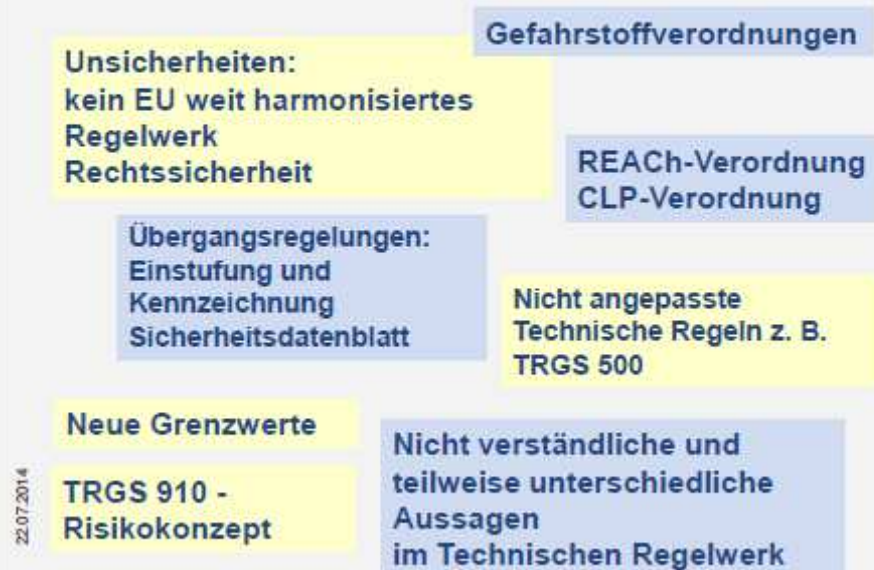 Gefahrstoffverordnungen
Unsicherheiten:
kein EU weit harmonisiertes
Regelwerk
Rechtssicherheit
REACh-Verordnung
CLP-Verordnung
Übergangsregelungen:
Einstufung und
Kennzeichnung
Sicherheitsdatenblatt
Nicht angepasste
Technische Regeln z. B.
TRGS 500
Neue Grenzwerte
Nicht verständliche und
teilweise unterschiedliche
Aussagen
im Technischen Regelwerk
TRGS 910 -
Risikokonzept
22.07.2014